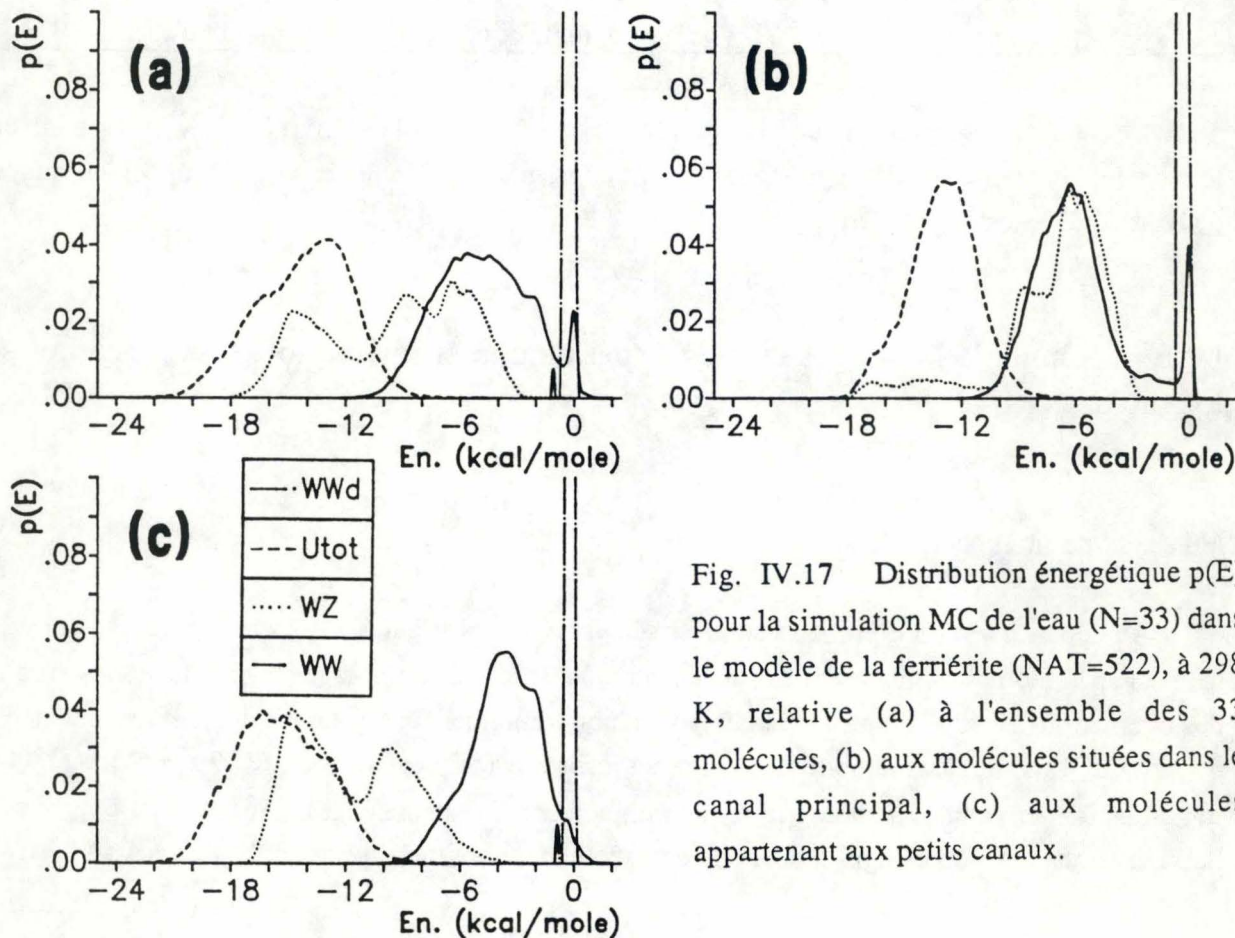 p(E)
.08
.06
.04
.02
.00
(a)
−24
−18
−12
−6
0
En. (kcal/mole)
p(E)
.08
.06
.04
.02
.00
(b)
−24
−18
−12
−6
0
En. (kcal/mole)
p(E)
.08
.06
.04
.02
.00
(c)
WWd
Utot
WZ
WW
−24
−18
−12
−6
0
En. (kcal/mole)
Fig. IV.17 Distribution énergétique p(E)
pour la simulation MC de l'eau (N=33) dans
le modèle de la ferriérite (NAT=522), à 298
K, relative (a) à l'ensemble des 33
molécules, (b) aux molécules situées dans le
canal principal, (c) aux molécules
appartenant aux petits canaux.